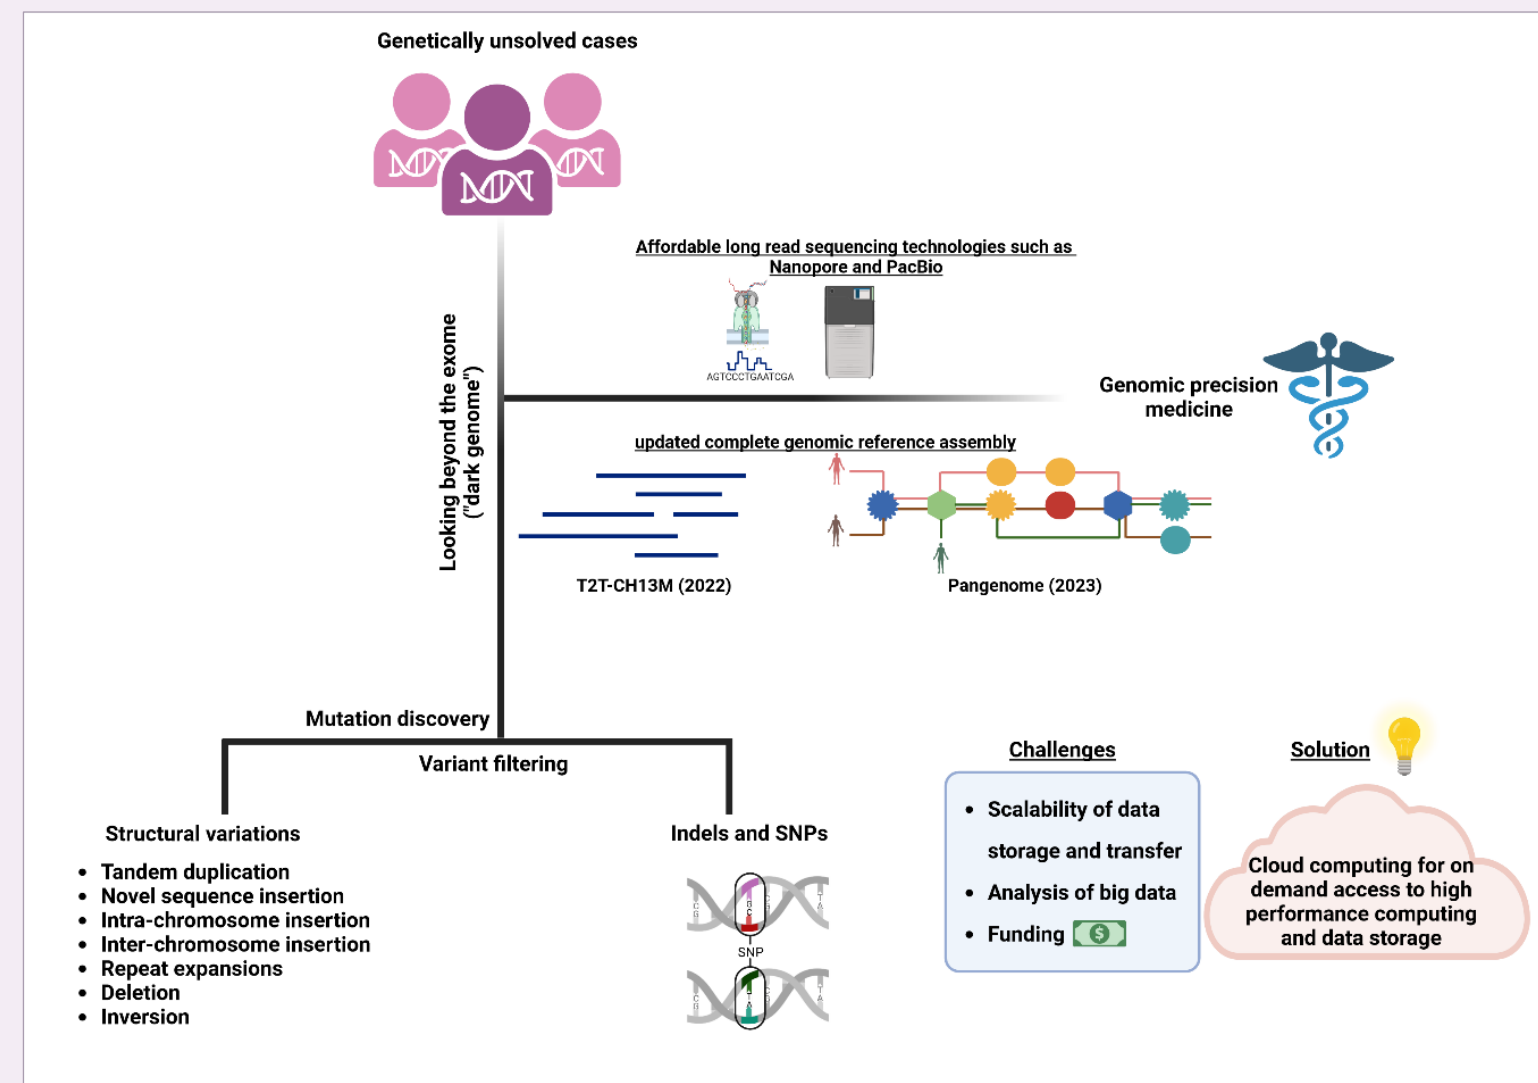 Genetically unsolved cases
Affordable long read sequencing technologies such as
Nanopore and PacBio
AGTCCCTGAATCGA
Looking beyond the exome
("dark genome")
Genomic precision
medicine
updated complete genomic reference assembly
T2T-CH13M (2022)
Pangenome (2023)
Mutation discovery
Variant filtering
Structural variations
• Tandem duplication
• Novel sequence insertion
• Intra-chromosome insertion
• Inter-chromosome insertion
• Repeat expansions
• Deletion
• Inversion
Indels and SNPs
SNP
Challenges
• Scalability of data
storage and transfer
• Analysis of big data
• Funding
$
Solution
Cloud computing for on
demand access to high
performance computing
and data storage